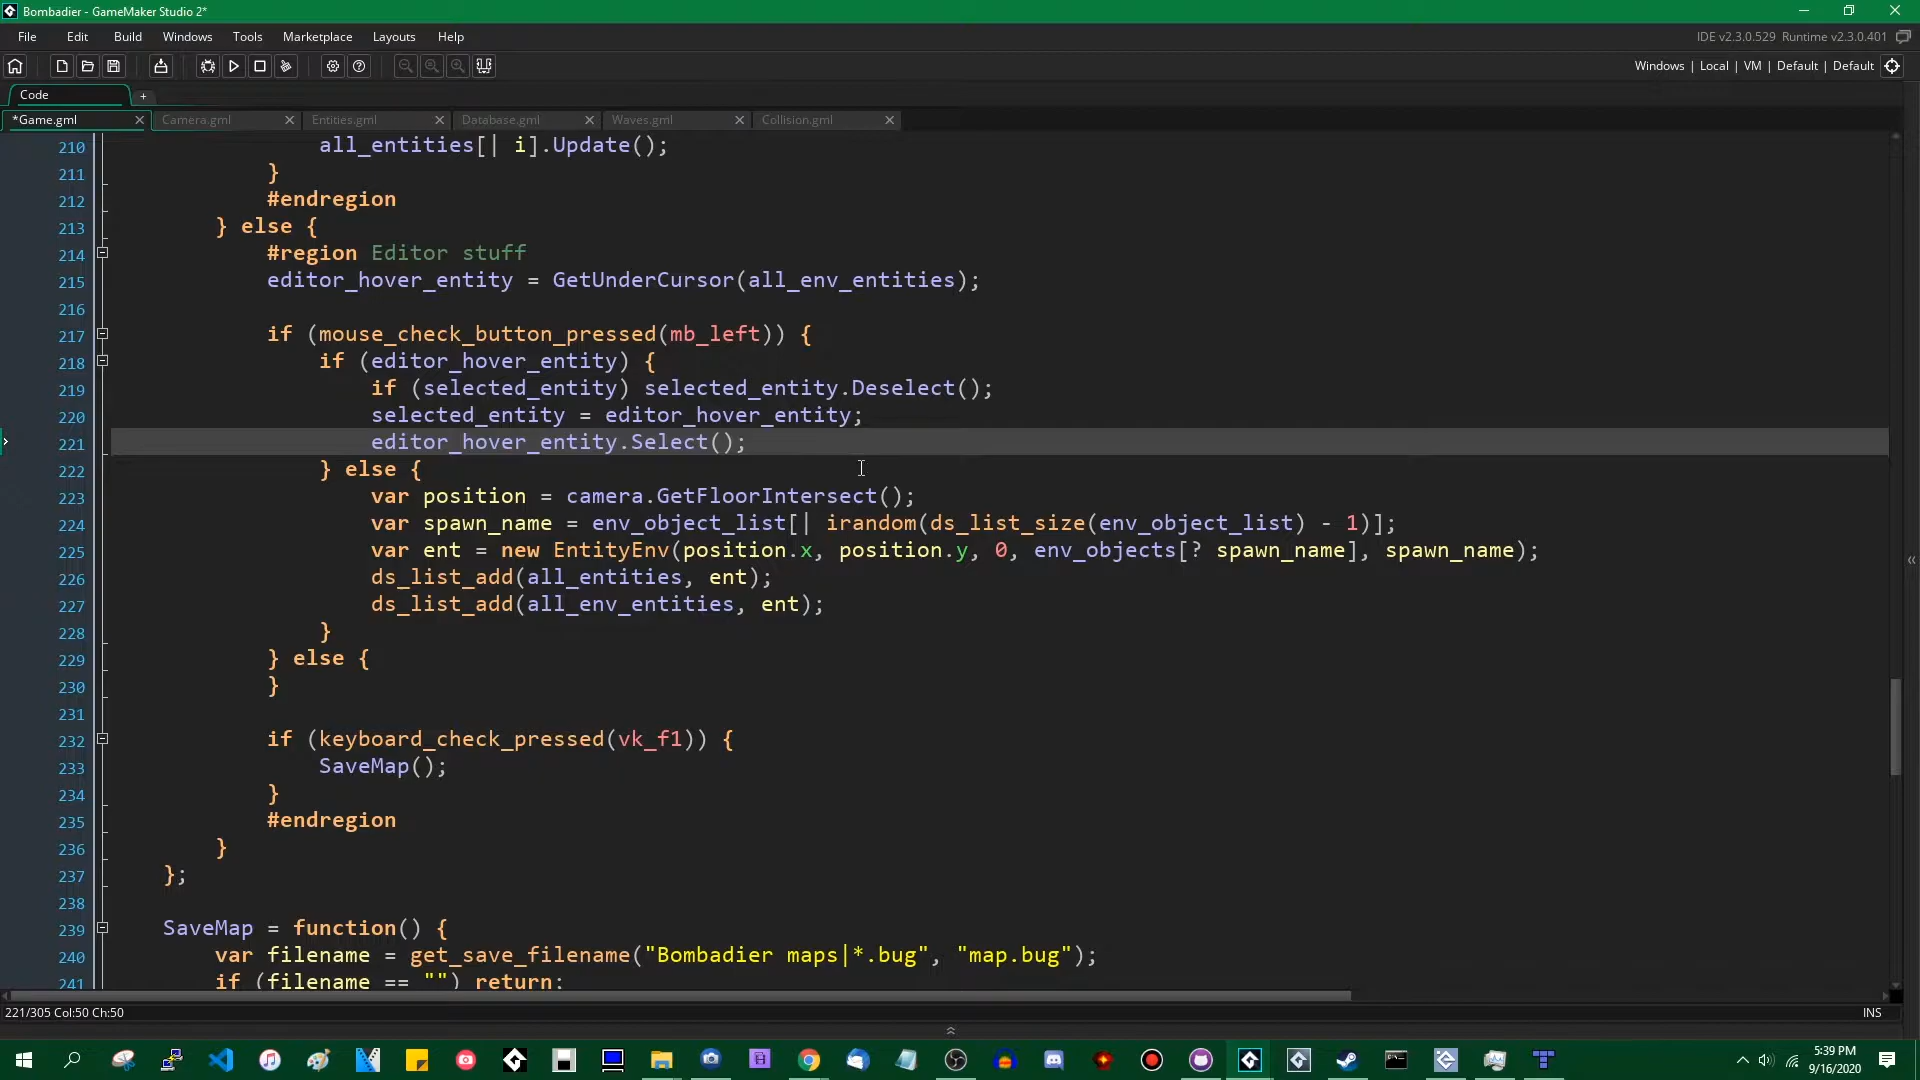 Bombadier - GameMaker Studio 2*
File Edit Build Windows Tools Marketplace Layouts Help
IDE v2.3.0.529 Runtime v2.3.0.401
Windows | Local | VM | Default | Default
Code +
*Game.gml Camera.gml Entities.gml Database.gml Waves.gml Collision.gml
210 all_entities[| i].Update();
211 }
212 #endregion
213 } else {
214 #region Editor stuff
215 editor_hover_entity = GetUnderCursor(all_env_entities);
216
217 if (mouse_check_button_pressed(mb_left)) {
218 if (editor_hover_entity) {
219 if (selected_entity) selected_entity.Deselect();
220 selected_entity = editor_hover_entity;
221 editor_hover_entity.Select();
222 } else {
223 var position = camera.GetFloorIntersect();
224 var spawn_name = env_object_list[| irandom(ds_list_size(env_object_list) - 1)];
225 var ent = new EntityEnv(position.x, position.y, 0, env_objects[? spawn_name], spawn_name);
226 ds_list_add(all_entities, ent);
227 ds_list_add(all_env_entities, ent);
228 }
229 } else {
230 }
231
232 if (keyboard_check_pressed(vk_f1)) {
233 SaveMap();
234 }
235 #endregion
236 }
237 };
238
239 SaveMap = function() {
240 var filename = get_save_filename("Bombadier maps|*.bug", "map.bug");
241 if (filename == "") return;
221/305 Col:50 Ch:50
INS
5:39 PM
9/16/2020